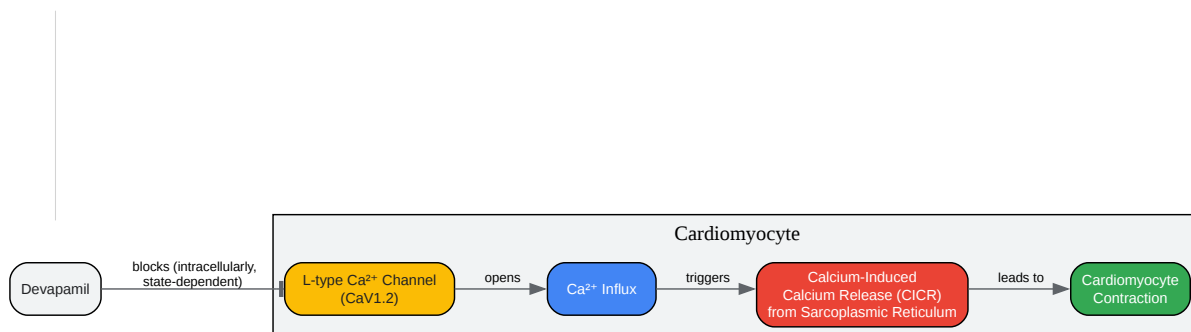 Cardiomyocyte
Devapamil
blocks (intracellularly,
state-dependent)
L-type Ca²⁺ Channel
(CaV1.2)
opens
Ca²⁺ Influx
triggers
Calcium-Induced
Calcium Release (CICR)
from Sarcoplasmic Reticulum
leads to
Cardiomyocyte
Contraction